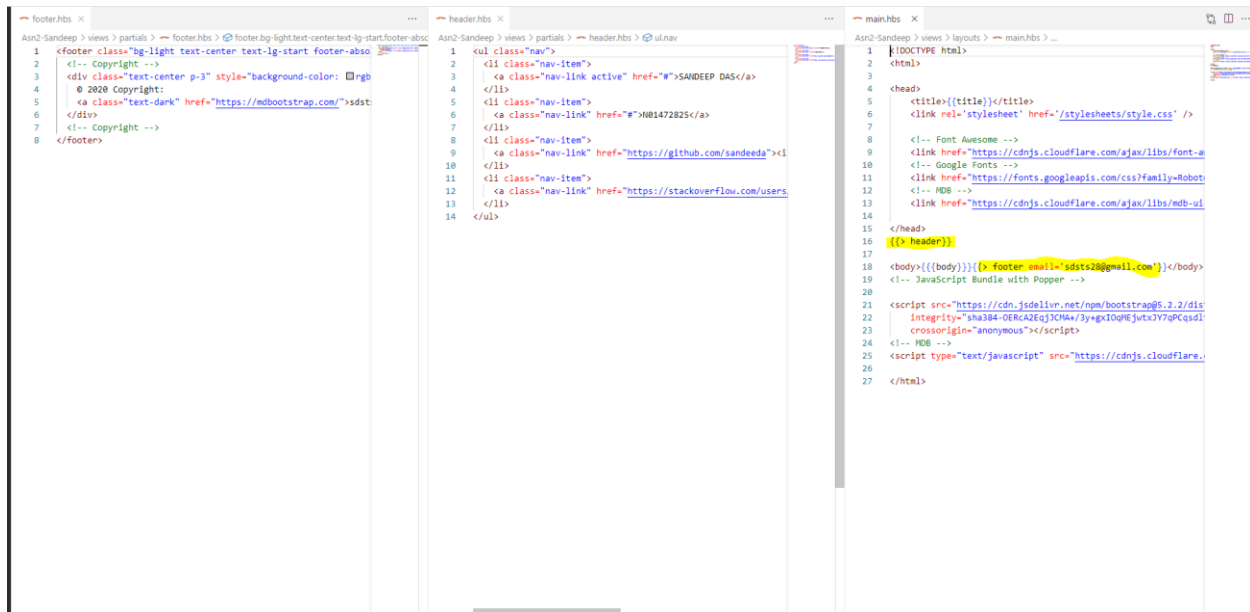 footer.hbs
Asn2-Sandeep > views > partials > footer.hbs > footer.bg-light.text-center.text-lg-start.footer-absc
1 <footer class="bg-light text-center text-lg-start footer-abso
2 <!-- Copyright -->
3 <div class="text-center p-3" style="background-color: rgb
4 © 2020 Copyright:
5 <a class="text-dark" href="https://mdbootstrap.com/">sdst
6 </div>
7 <!-- Copyright -->
8 </footer>
header.hbs
Asn2-Sandeep > views > partials > header.hbs > ul.nav
1 <ul class="nav">
2 <li class="nav-item">
3 <a class="nav-link active" href="#">SANDEEP DAS</a>
4 </li>
5 <li class="nav-item">
6 <a class="nav-link" href="#">N01472825</a>
7 </li>
8 <li class="nav-item">
9 <a class="nav-link" href="https://github.com/sandeeda"><i
10 </li>
11 <li class="nav-item">
12 <a class="nav-link" href="https://stackoverflow.com/users/
13 </li>
14 </ul>
main.hbs
Asn2-Sandeep > views > layouts > main.hbs > ...
1 <!DOCTYPE html>
2 <html>
3
4 <head>
5 <title>{{title}}</title>
6 <link rel='stylesheet' href='/stylesheets/style.css' />
7
8 <!-- Font Awesome -->
9 <link href="https://cdnjs.cloudflare.com/ajax/libs/font-a
10 <!-- Google Fonts -->
11 <link href="https://fonts.googleapis.com/css?family=Robot
12 <!-- MDB -->
13 <link href="https://cdnjs.cloudflare.com/ajax/libs/mdb-ui
14
15 </head>
16 {{> header}}
17
18 <body>{{{body}}}{{> footer email='sdsts28@gmail.com'}}</body>
19 <!-- JavaScript Bundle with Popper -->
20
21 <script src="https://cdn.jsdelivr.net/npm/bootstrap@5.2.2/dis
22 integrity="sha384-OERcA2EqjJCMA+/3y+gxIOqMEjwtxJY7qPCqsdl
23 crossorigin="anonymous"></script>
24 <!-- MDB -->
25 <script type="text/javascript" src="https://cdnjs.cloudflare.
26
27 </html>